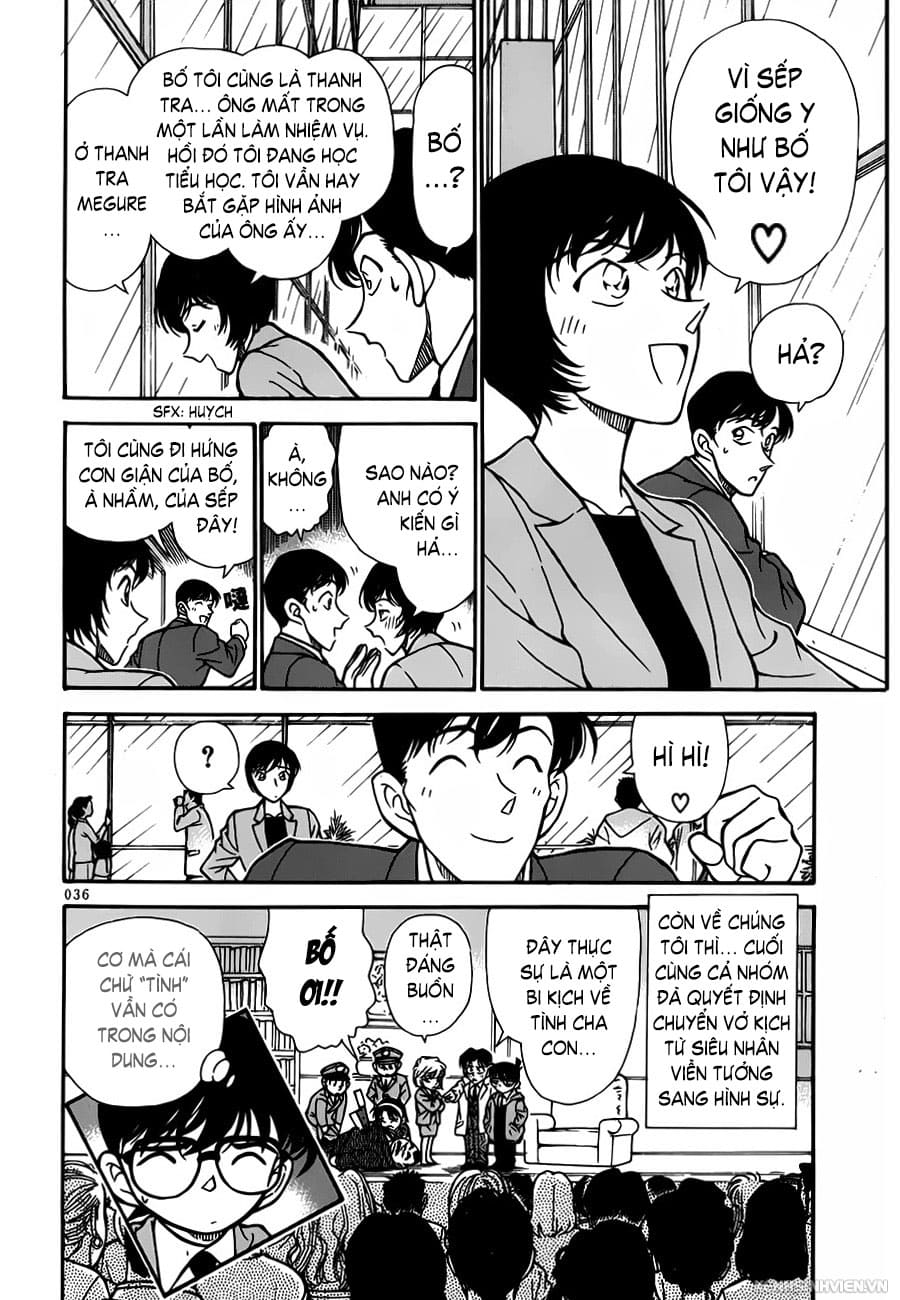 VÌ SẾP
GIỐNG Y
NHƯ BỐ
TÔI VẬY!
♡
HẢ?
BỐ
...?
BỐ TÔI CŨNG LÀ THANH
TRA... ÔNG MẤT TRONG
MỘT LẦN LÀM NHIỆM VỤ.
HỒI ĐÓ TÔI ĐANG HỌC
TIỂU HỌC. TÔI VẪN HAY
BẮT GẶP HÌNH ẢNH
CỦA ÔNG ẤY...
Ở THANH
TRA
MEGURE
...
SFX: HUỴCH
SAO NÀO?
ANH CÓ Ý
KIẾN GÌ
HẢ...
À,
KHÔNG
...
TÔI CŨNG ĐI HỨNG
CƠN GIẬN CỦA BỐ,
À NHẦM, CỦA SẾP
ĐÂY!
HÌ HÌ!
♡
?
036
CÒN VỀ CHÚNG
TÔI THÌ... CUỐI
CÙNG CẢ NHÓM
ĐÃ QUYẾT ĐỊNH
CHUYỂN VỞ KỊCH
TỪ SIÊU NHÂN
VIỄN TƯỞNG
SANG HÌNH SỰ.
ĐÂY THỰC
SỰ LÀ MỘT
BI KỊCH VỀ
TÌNH CHA
CON...
THẬT
ĐÁNG
BUỒN
...
BỐ
ƠI!!
CƠ MÀ CÁI
CHỮ "TÌNH"
VẪN CÓ
TRONG NỘI
DUNG...